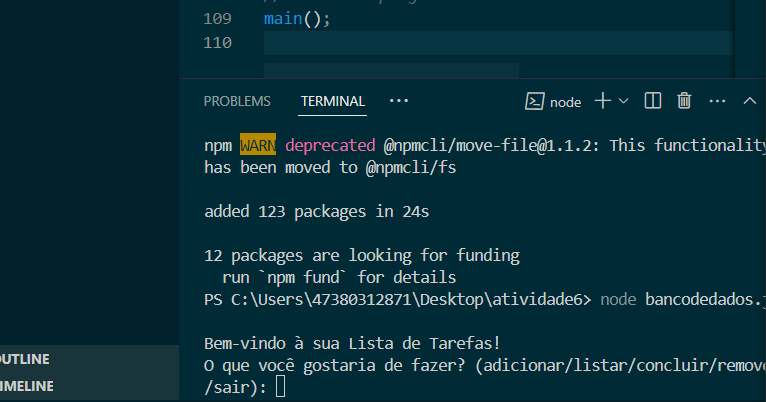 109 main();
110
PROBLEMS TERMINAL ··· node
npm WARN deprecated @npmcli/move-file@1.1.2: This functionality
has been moved to @npmcli/fs
added 123 packages in 24s
12 packages are looking for funding
run `npm fund` for details
PS C:\Users\47380312871\Desktop\atividade6> node bancodedados.
Bem-vindo à sua Lista de Tarefas!
O que você gostaria de fazer? (adicionar/listar/concluir/remove
/sair):
OUTLINE
TIMELINE